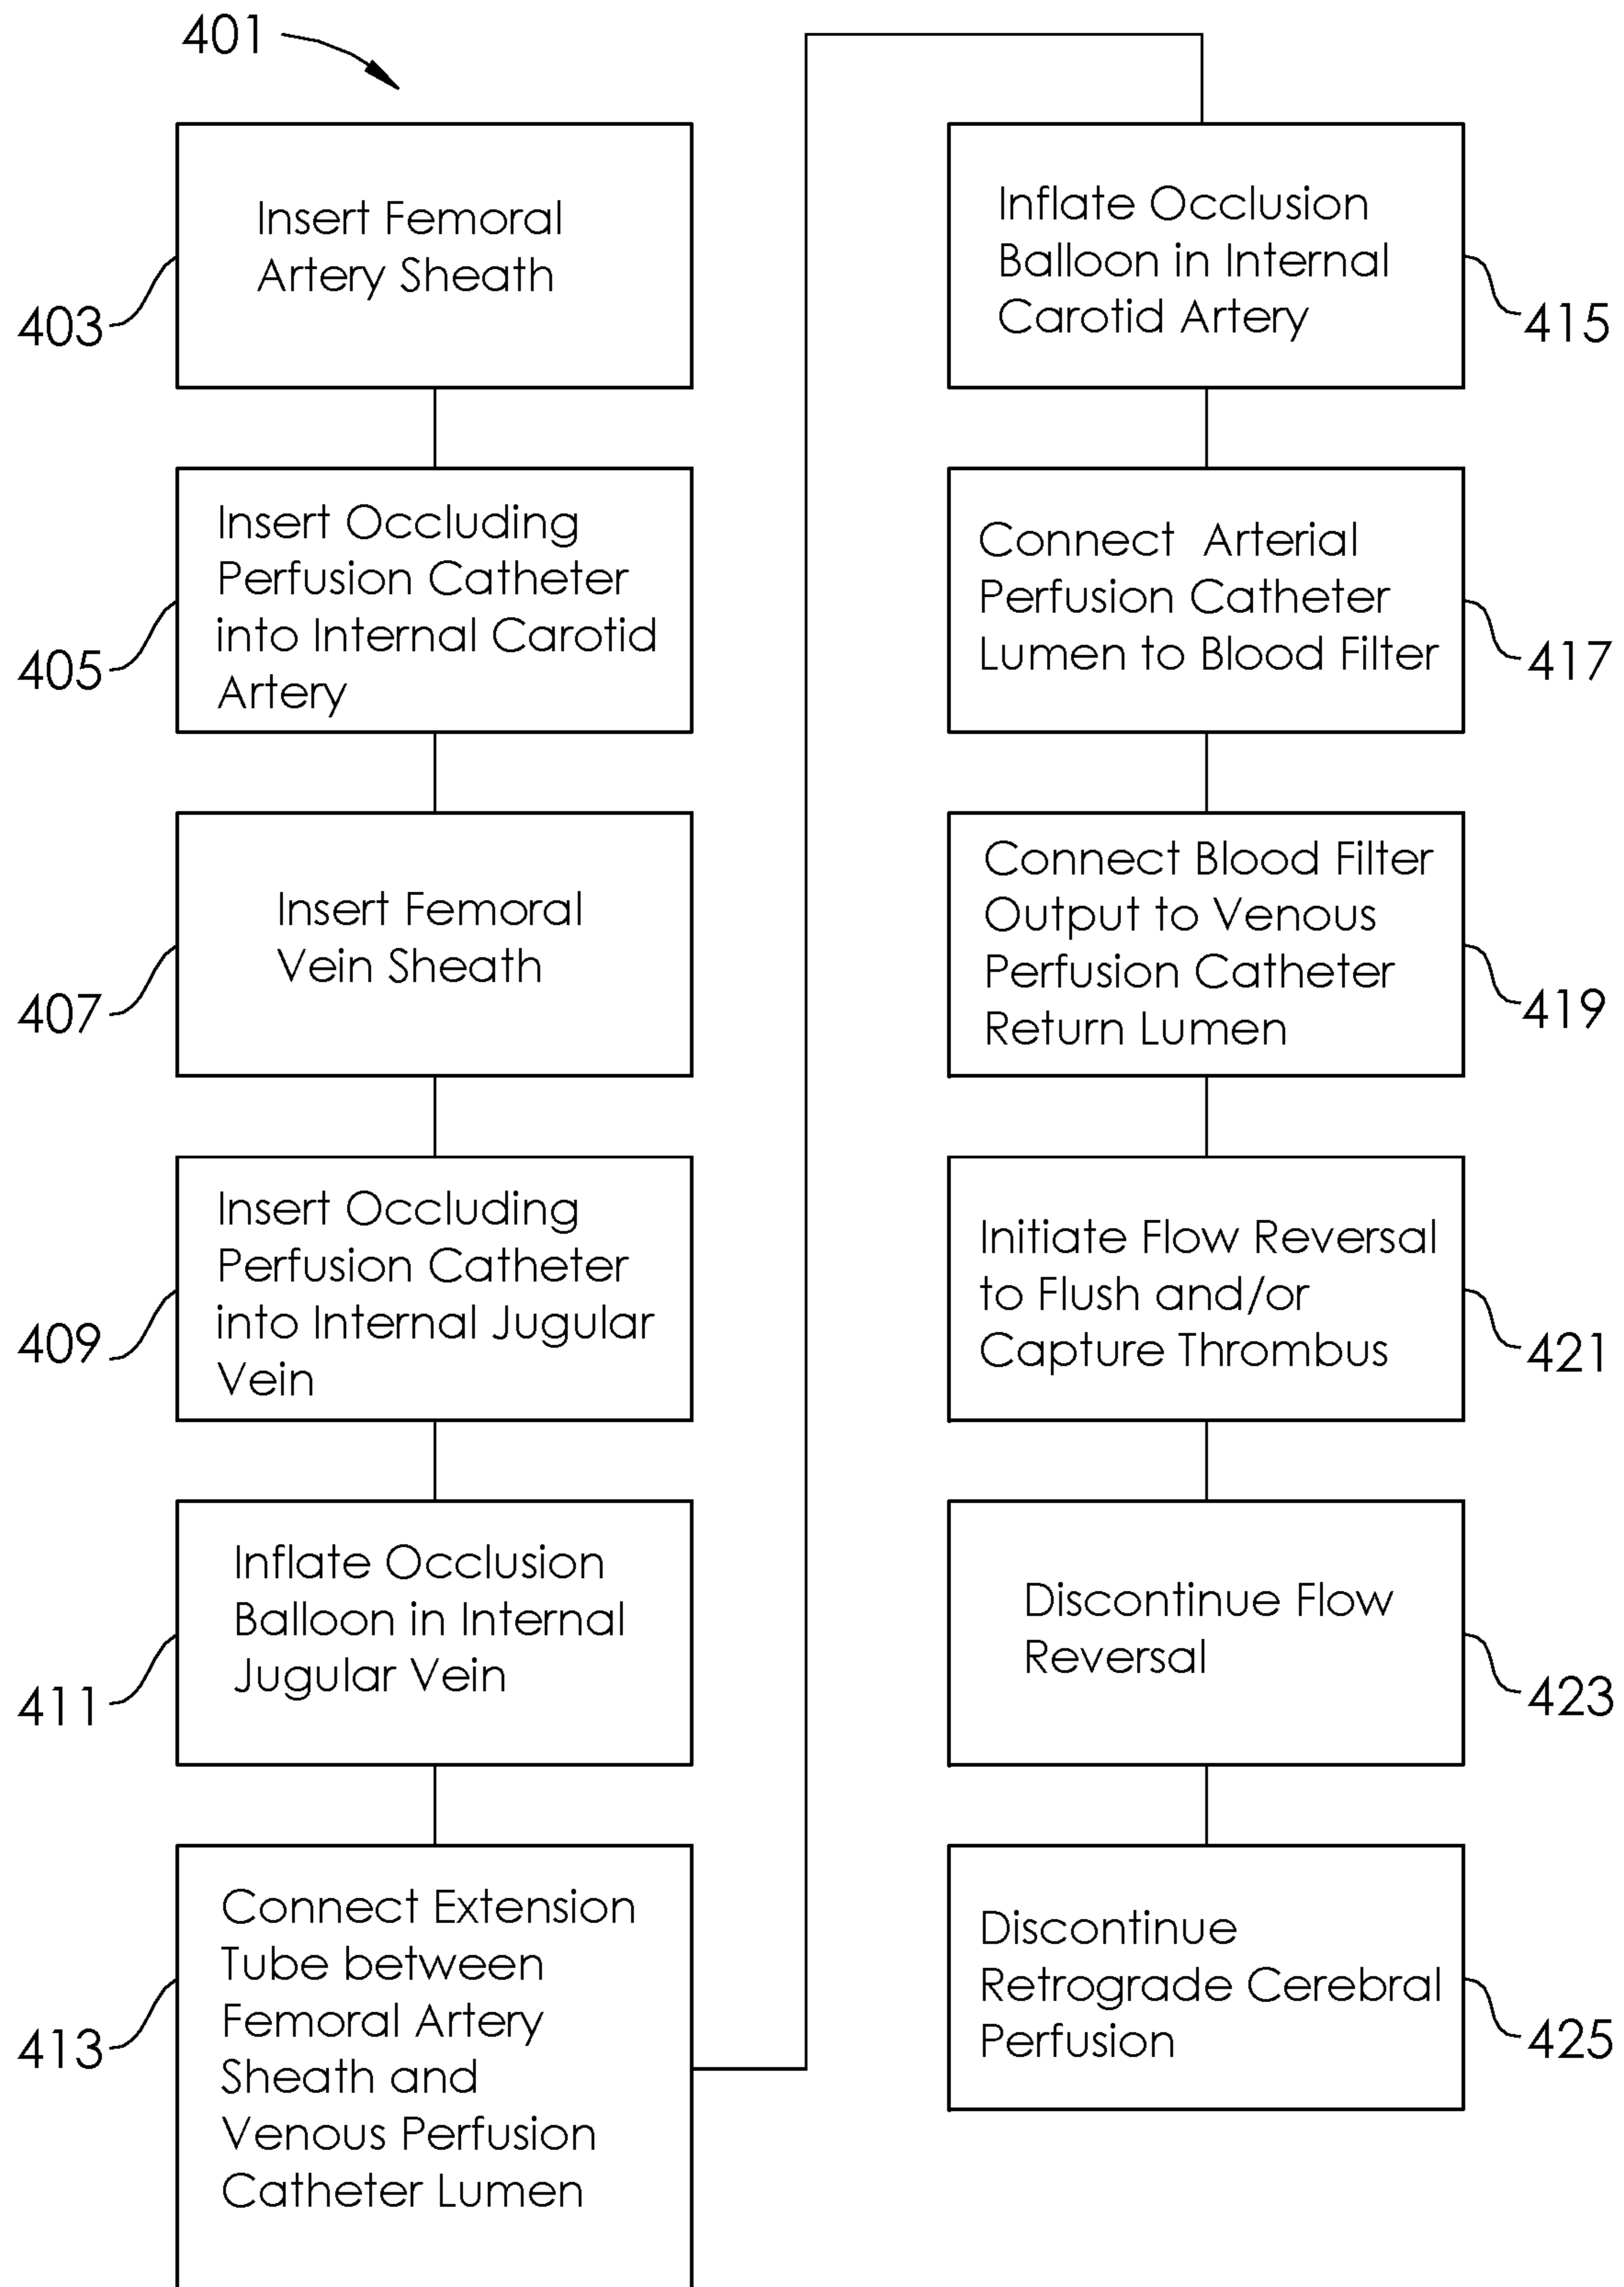 401
Insert Femoral
Artery Sheath
403
Insert Occluding
Perfusion Catheter
into Internal Carotid
Artery
405
Insert Femoral
Vein Sheath
407
Insert Occluding
Perfusion Catheter
into Internal Jugular
Vein
409
Inflate Occlusion
Balloon in Internal
Jugular Vein
411
Connect Extension
Tube between
Femoral Artery
Sheath and
Venous Perfusion
Catheter Lumen
413
Inflate Occlusion
Balloon in Internal
Carotid Artery
415
Connect Arterial
Perfusion Catheter
Lumen to Blood Filter
417
Connect Blood Filter
Output to Venous
Perfusion Catheter
Return Lumen
419
Initiate Flow Reversal
to Flush and/or
Capture Thrombus
421
Discontinue Flow
Reversal
423
Discontinue
Retrograde Cerebral
Perfusion
425